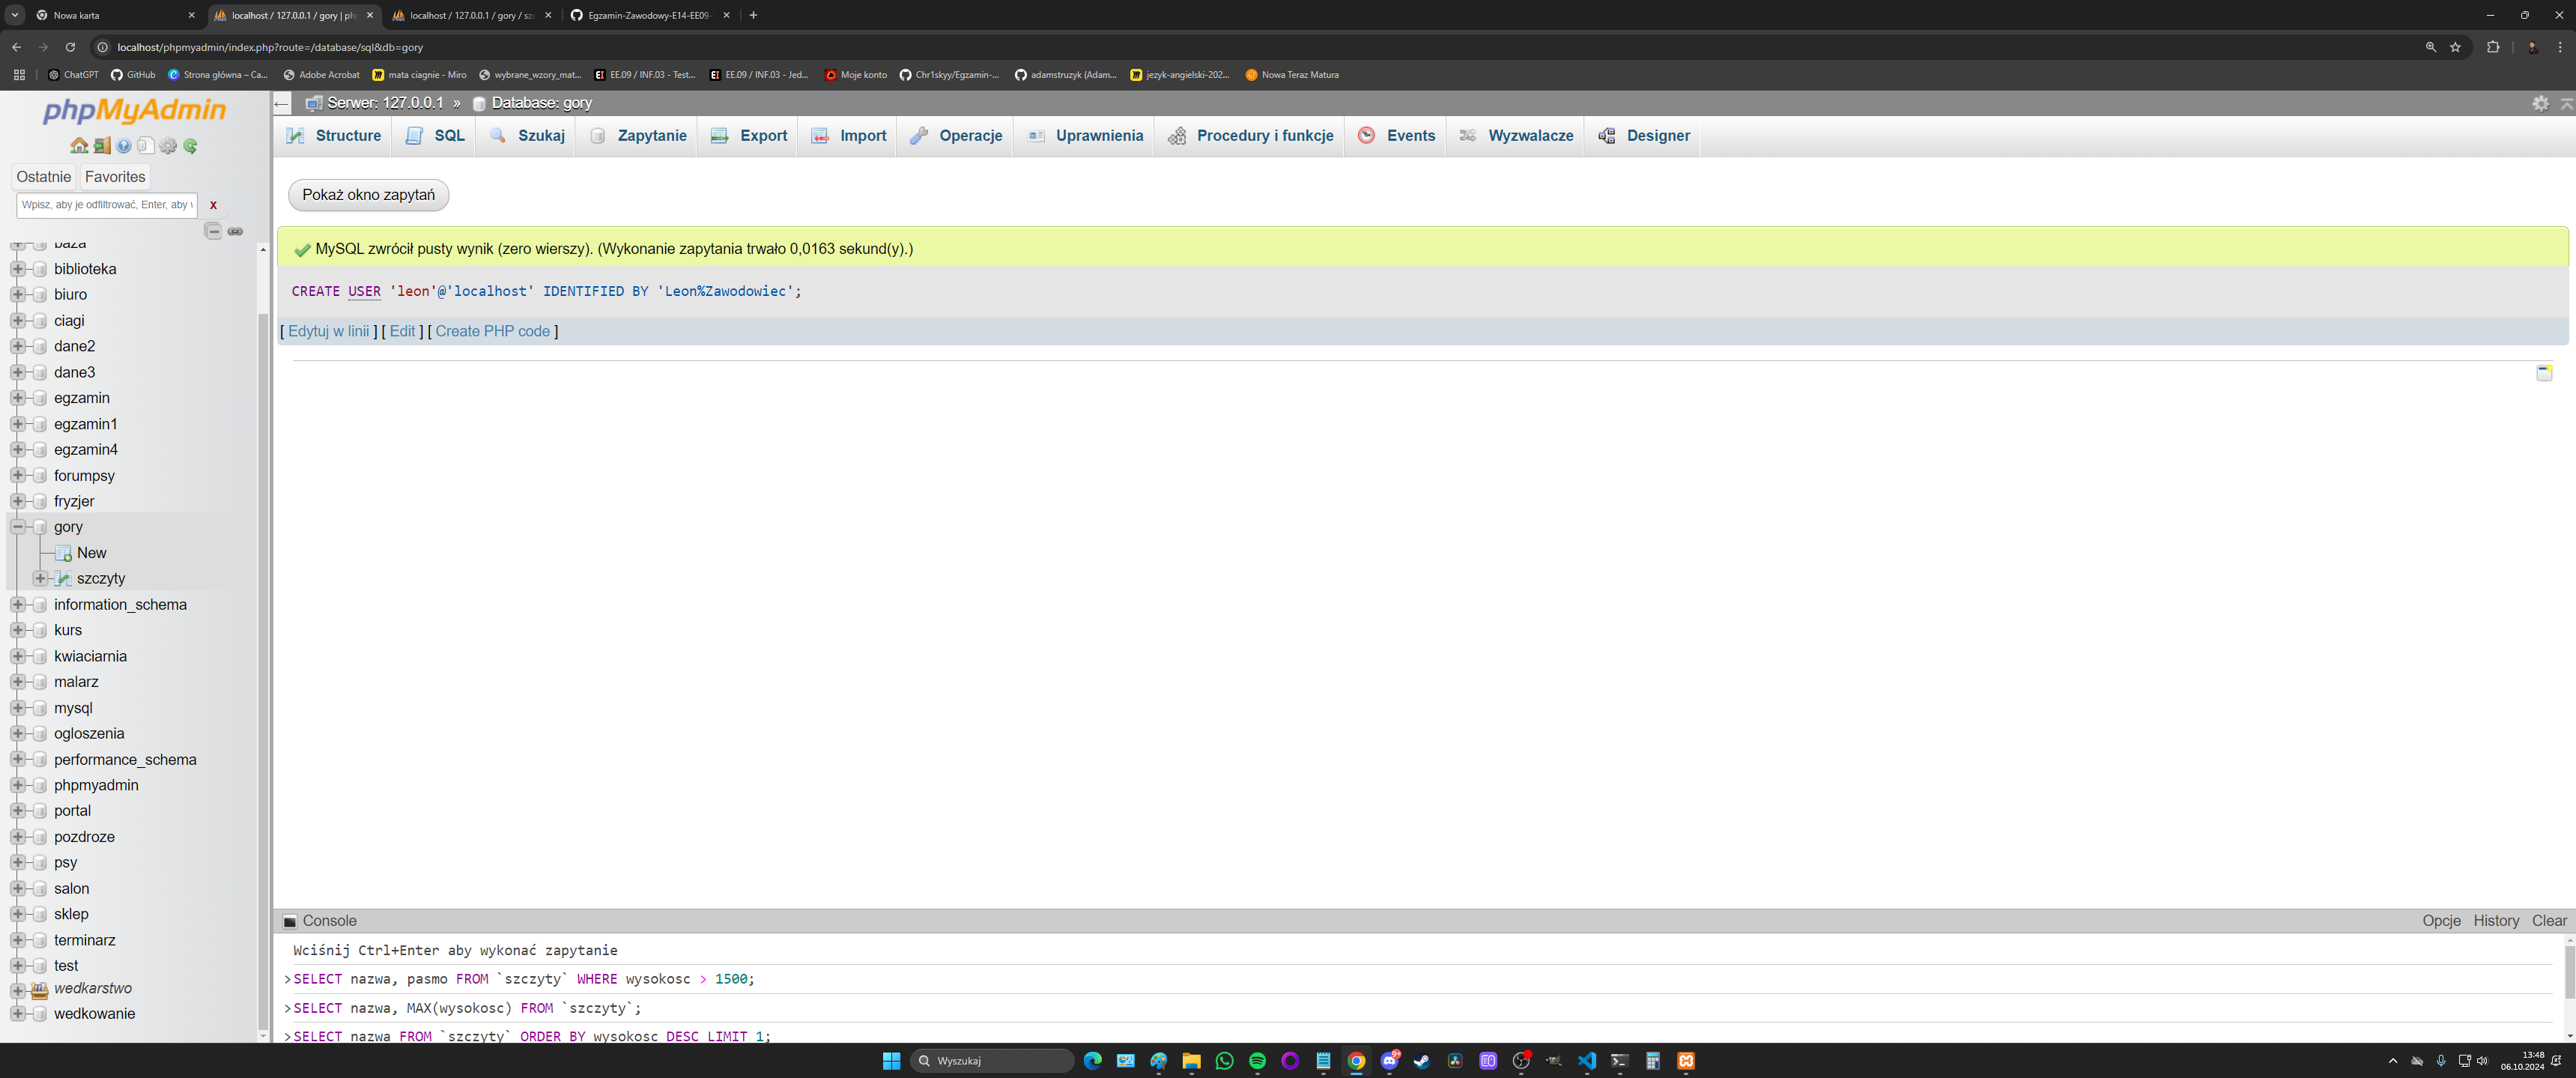 Nowa karta
localhost / 127.0.0.1 / gory | ph
localhost / 127.0.0.1 / gory / szc
Egzamin-Zawodowy-E14-EE09-
localhost/phpmyadmin/index.php?route=/database/sql&db=gory
ChatGPT
GitHub
Strona główna – Ca...
Adobe Acrobat
mata ciagnie - Miro
wybrane_wzory_mat...
EE.09 / INF.03 - Test...
EE.09 / INF.03 - Jed...
Moje konto
Chr1skyy/Egzamin-...
adamstruzyk (Adam...
jezyk-angielski-202...
Nowa Teraz Matura
phpMyAdmin
Ostatnie
Favorites
Wpisz, aby je odfiltrować, Enter, aby
X
baza
biblioteka
biuro
ciagi
dane2
dane3
egzamin
egzamin1
egzamin4
forumpsy
fryzjer
gory
New
szczyty
information_schema
kurs
kwiaciarnia
malarz
mysql
ogloszenia
performance_schema
phpmyadmin
portal
pozdroze
psy
salon
sklep
terminarz
test
wedkarstwo
wedkowanie
Serwer: 127.0.0.1 » Database: gory
Structure
SQL
Szukaj
Zapytanie
Export
Import
Operacje
Uprawnienia
Procedury i funkcje
Events
Wyzwalacze
Designer
Pokaż okno zapytań
MySQL zwrócił pusty wynik (zero wierszy). (Wykonanie zapytania trwało 0,0163 sekund(y).)
CREATE USER 'leon'@'localhost' IDENTIFIED BY 'Leon%Zawodowiec';
[ Edytuj w linii ] [ Edit ] [ Create PHP code ]
Console
Opcje
History
Clear
Wciśnij Ctrl+Enter aby wykonać zapytanie
>SELECT nazwa, pasmo FROM `szczyty` WHERE wysokosc > 1500;
>SELECT nazwa, MAX(wysokosc) FROM `szczyty`;
>SELECT nazwa FROM `szczyty` ORDER BY wysokosc DESC LIMIT 1;
Wyszukaj
13:48
06.10.2024